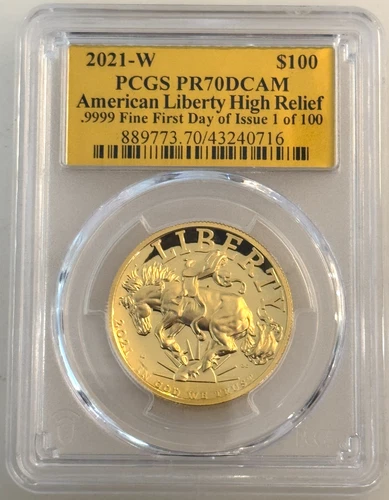 2021-W $100
PCGS PR70DCAM
American Liberty High Relief
.9999 Fine First Day of Issue 1 of 100
889773.70/43240716
LIBERTY
2021
IN GOD WE TRUST